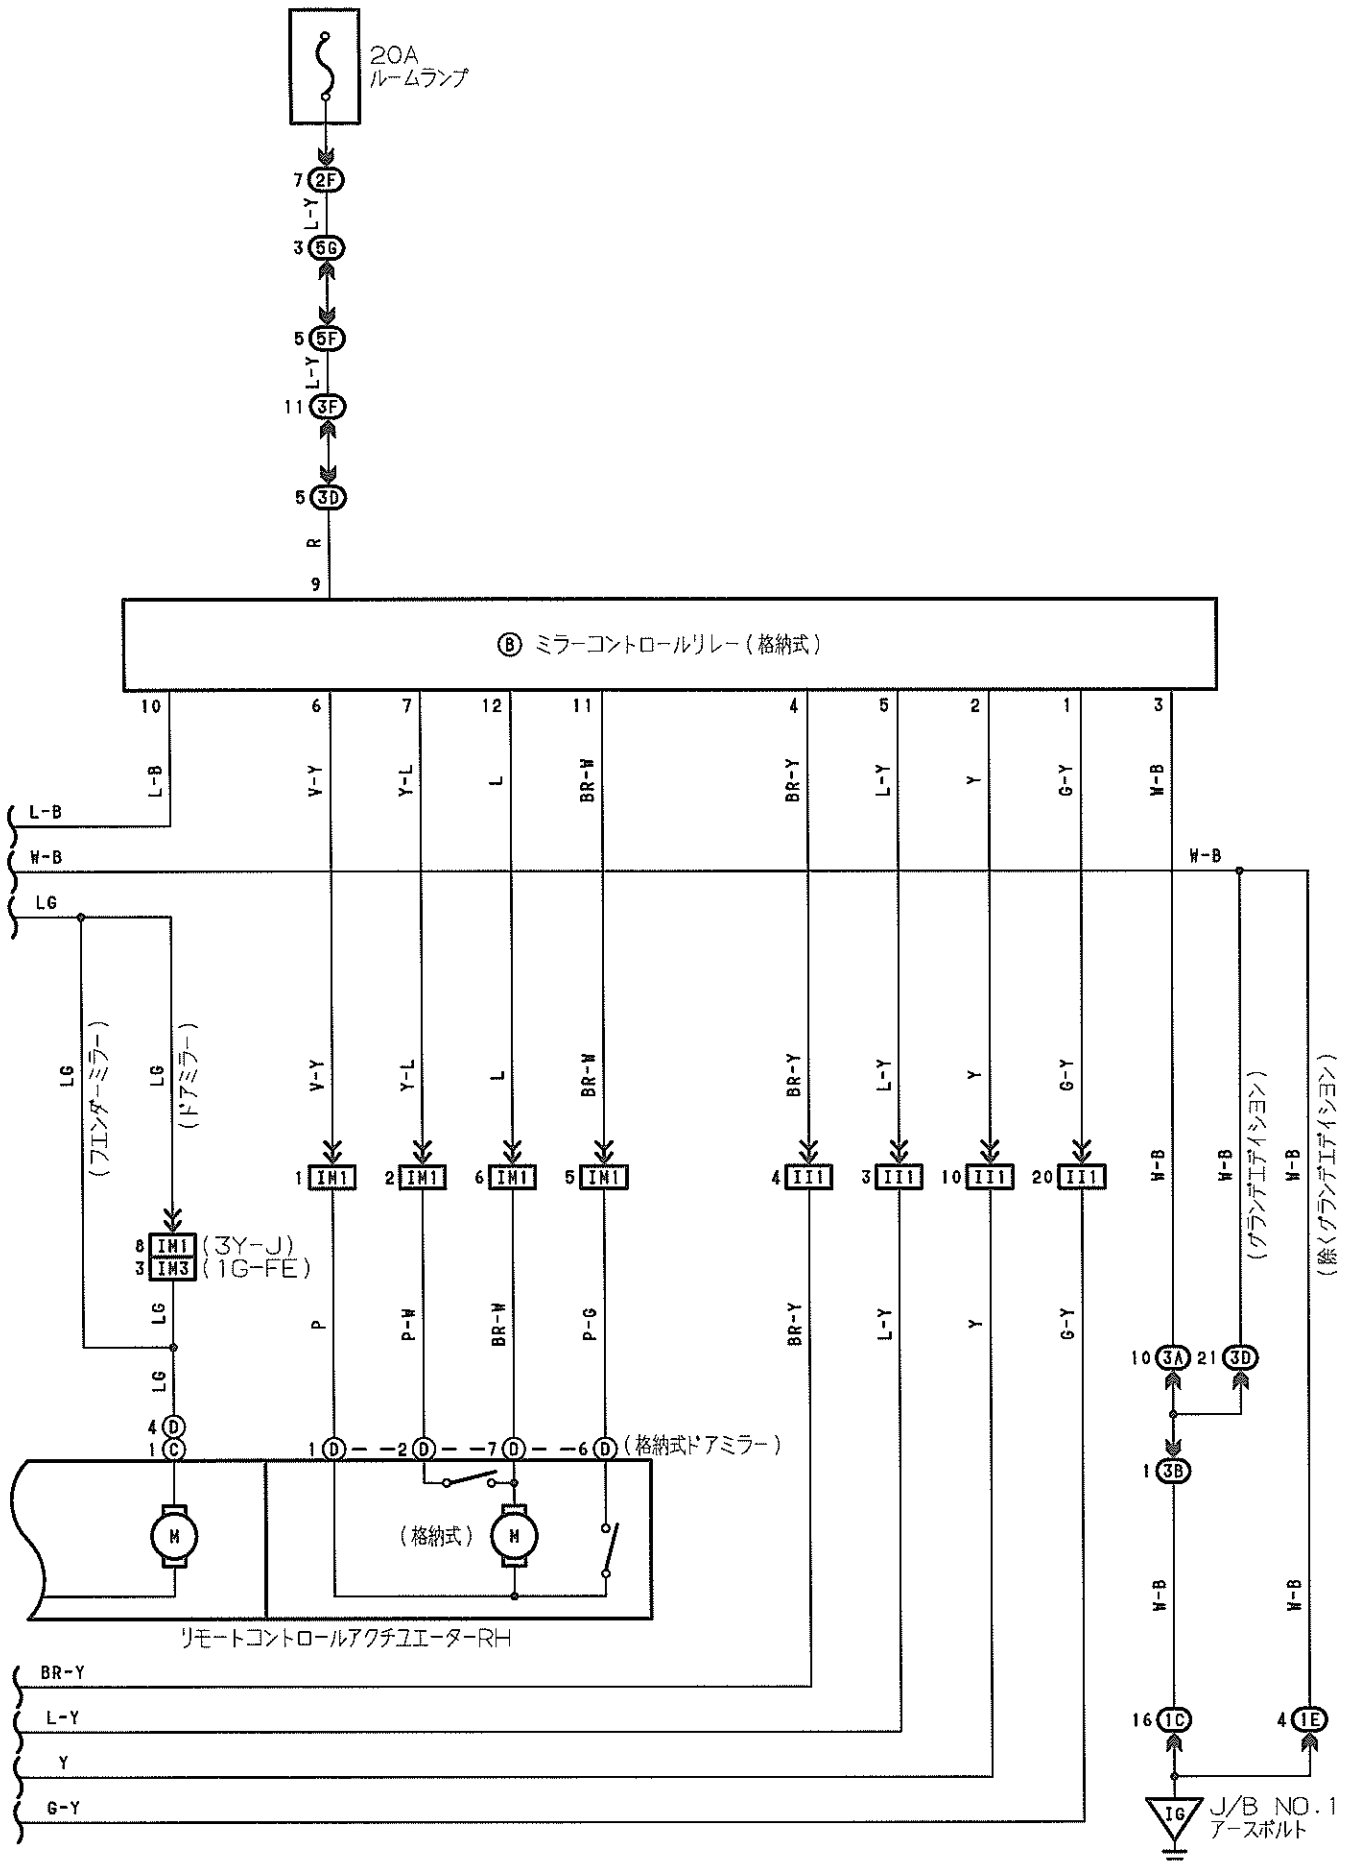 20A
ルームランプ
7 2F
L-Y
3 5G
5 5F
L-Y
11 3F
5 3D
R
9
B ミラーコントロールリレー(格納式)
10 6 7 12 11 4 5 2 1 3
L-B V-Y Y-L L BR-W BR-Y L-Y Y G-Y W-B
L-B
W-B W-B
LG
LG (フエンダーミラー) LG (ドアミラー) V-Y Y-L L BR-W BR-Y L-Y Y G-Y W-B W-B (グランデエデイション) W-B (除くグランデエデイション)
1 IM1 2 IM1 6 IM1 5 IM1 4 II1 3 II1 10 II1 20 II1
8 IM1 (3Y-J)
3 IM3 (1G-FE)
LG P P-W BR-W P-G BR-Y L-Y Y G-Y
10 3A 21 3D
LG
4 D
1 C 1 D 2 D 7 D 6 D (格納式ドアミラー)
1 3B
M (格納式) M
W-B W-B
リモートコントロールアクチユエーターRH
BR-Y
L-Y
16 1C 4 1E
Y
G-Y
IG J/B NO.1
アースボルト